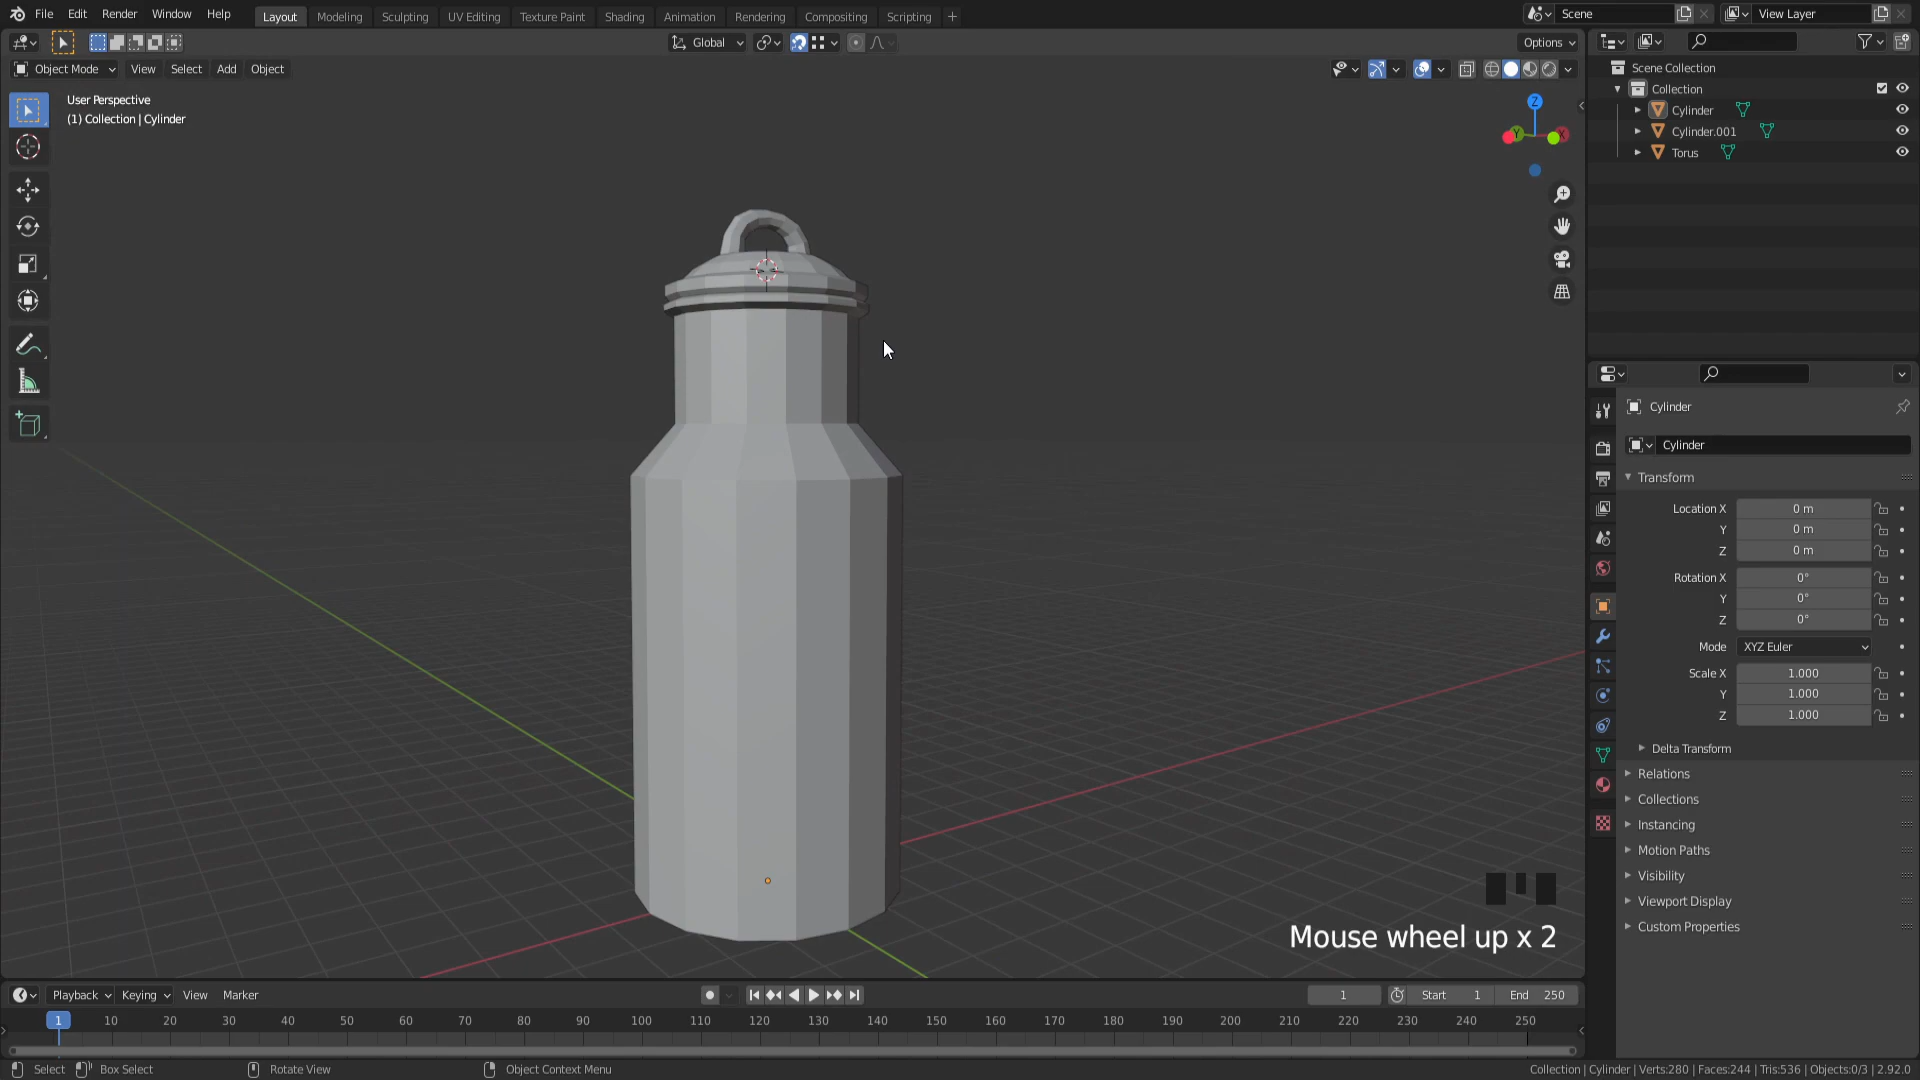 File Edit Render Window Help Layout Modeling Sculpting UV Editing Texture Paint Shading Animation Rendering Compositing Scripting + Scene View Layer
Global Options
Object Mode View Select Add Object
User Perspective
(1) Collection | Cylinder
Z
Y
X
Scene Collection
Collection
Cylinder
Cylinder.001
Torus
Cylinder
Cylinder
Transform
Location X 0 m
Y 0 m
Z 0 m
Rotation X 0°
Y 0°
Z 0°
Mode XYZ Euler
Scale X 1.000
Y 1.000
Z 1.000
Delta Transform
Relations
Collections
Instancing
Motion Paths
Visibility
Viewport Display
Custom Properties
Mouse wheel up x 2
Playback Keying View Marker 1 Start 1 End 250
1 10 20 30 40 50 60 70 80 90 100 110 120 130 140 150 160 170 180 190 200 210 220 230 240 250
Select Box Select Rotate View Object Context Menu Collection | Cylinder | Verts:280 | Faces:244 | Tris:536 | Objects:0/3 | 2.92.0